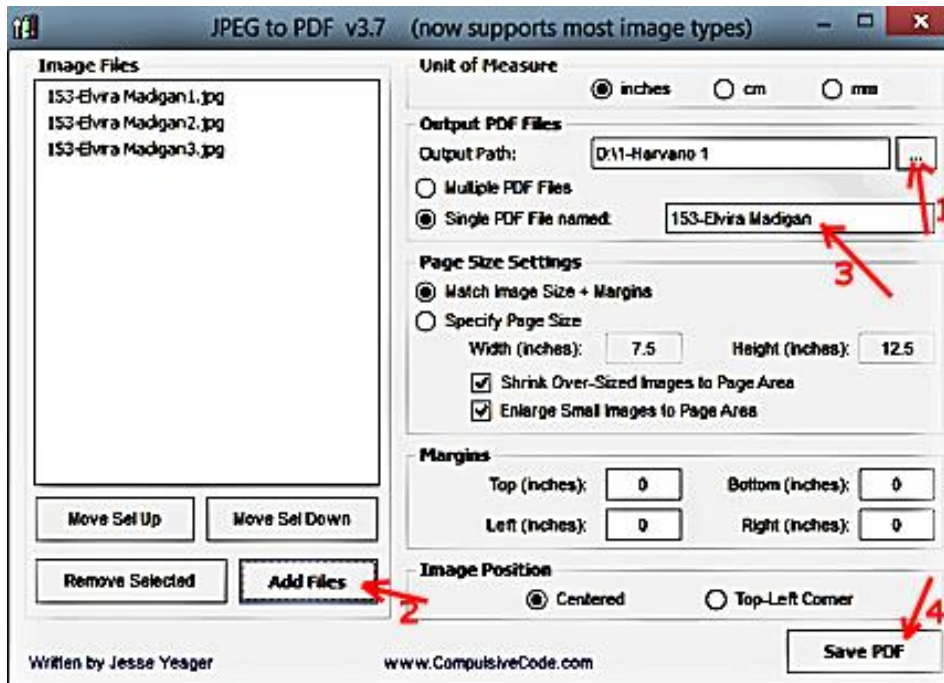 JPEG to PDF v3.7 (now supports most image types)
Image Files
153-Elvira Madigan1.jpg
153-Elvira Madigan2.jpg
153-Elvira Madigan3.jpg
Move Sel Up
Move Sel Down
Remove Selected
Add Files
2
Written by Jesse Yeager
www.CompulsiveCode.com
Unit of Measure
inches
cm
mm
Output PDF Files
Output Path:
D:\1-Harvano 1
...
1
Multiple PDF Files
Single PDF File named:
153-Elvira Madigan
3
Page Size Settings
Match Image Size + Margins
Specify Page Size
Width (inches):
7.5
Height (inches):
12.5
Shrink Over-Sized Images to Page Area
Enlarge Small Images to Page Area
Margins
Top (inches):
0
Bottom (inches):
0
Left (inches):
0
Right (inches):
0
Image Position
Centered
Top-Left Corner
4
Save PDF